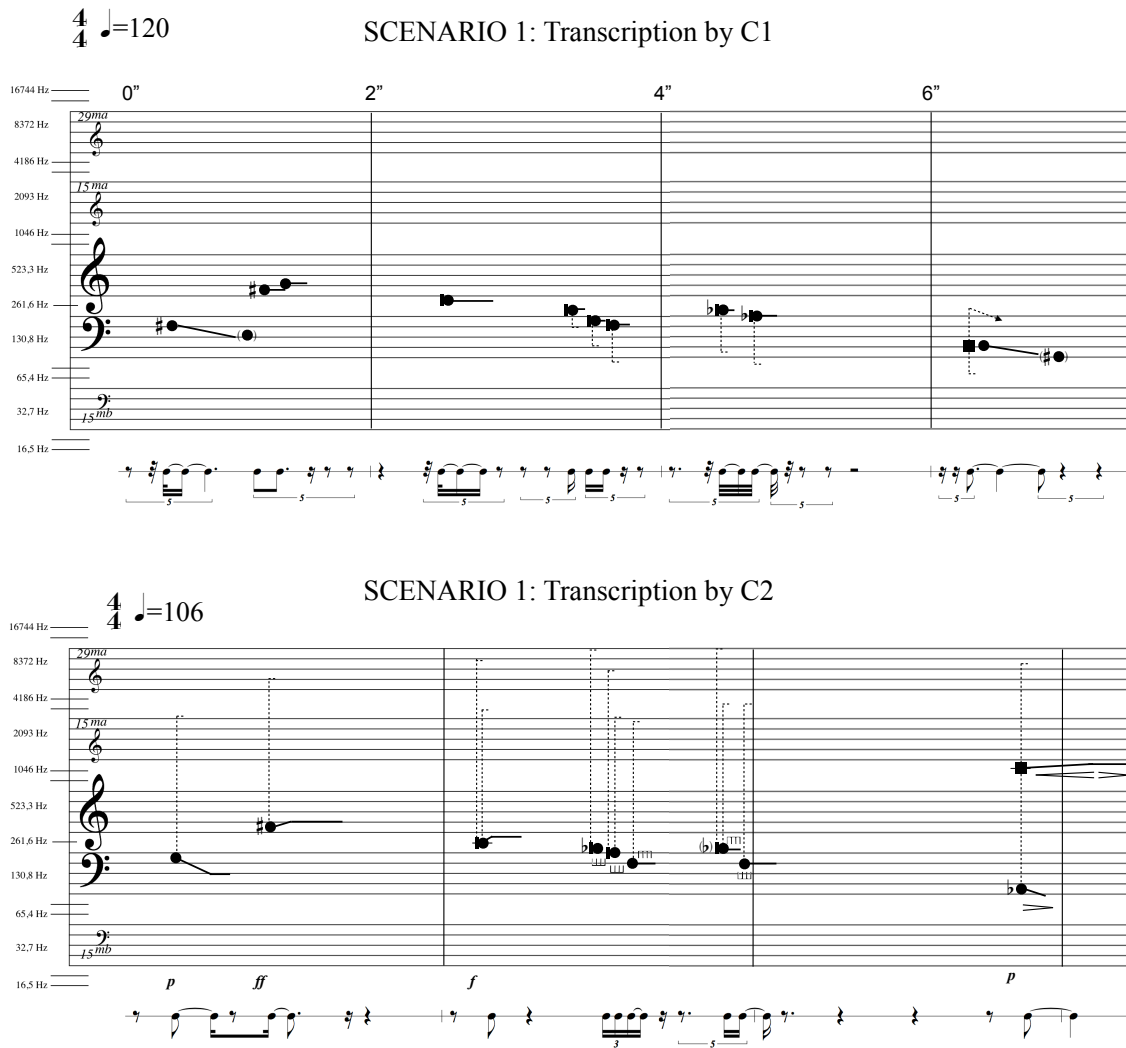 4
4 ♩=120
SCENARIO 1: Transcription by C1
0” 2” 4” 6”
16744 Hz
29ma
8372 Hz
4186 Hz
15ma
2093 Hz
1046 Hz
523,3 Hz
261,6 Hz
130,8 Hz
65,4 Hz
32,7 Hz
15mb
16,5 Hz
5 5 5 5 5 5 5 5 5
SCENARIO 1: Transcription by C2
4
4 ♩=106
16744 Hz
29ma
8372 Hz
4186 Hz
15ma
2093 Hz
1046 Hz
523,3 Hz
261,6 Hz
130,8 Hz
65,4 Hz
32,7 Hz
15mb
16,5 Hz
p ff f p
3 5